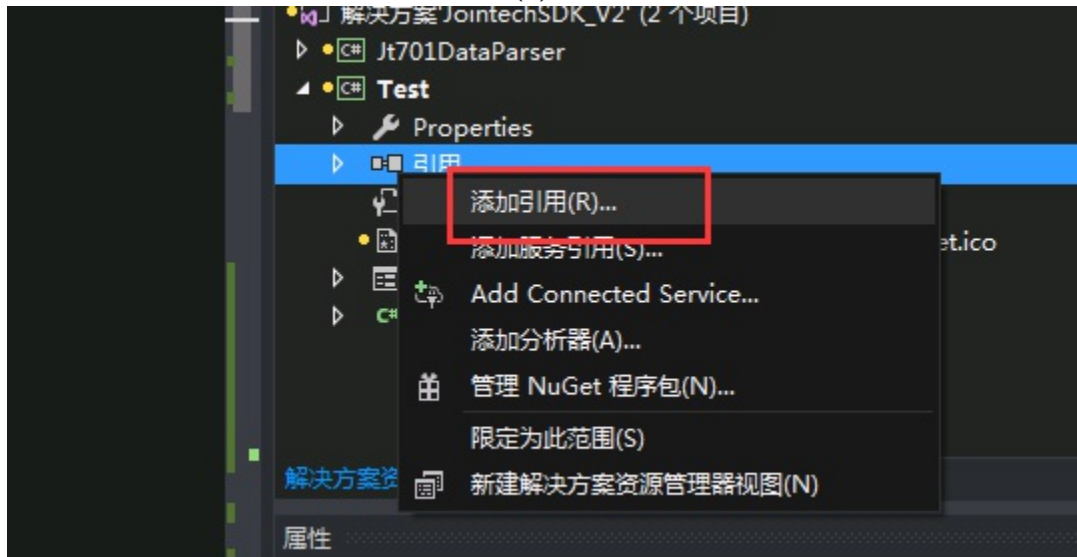 解决方案'JointechSDK_V2' (2 个项目)
C# Jt701DataParser
C# Test
Properties
引用
添加引用(R)...
添加服务引用(S)...
et.ico
Add Connected Service...
C#
添加分析器(A)...
管理 NuGet 程序包(N)...
限定为此范围(S)
解决方案资
新建解决方案资源管理器视图(N)
属性